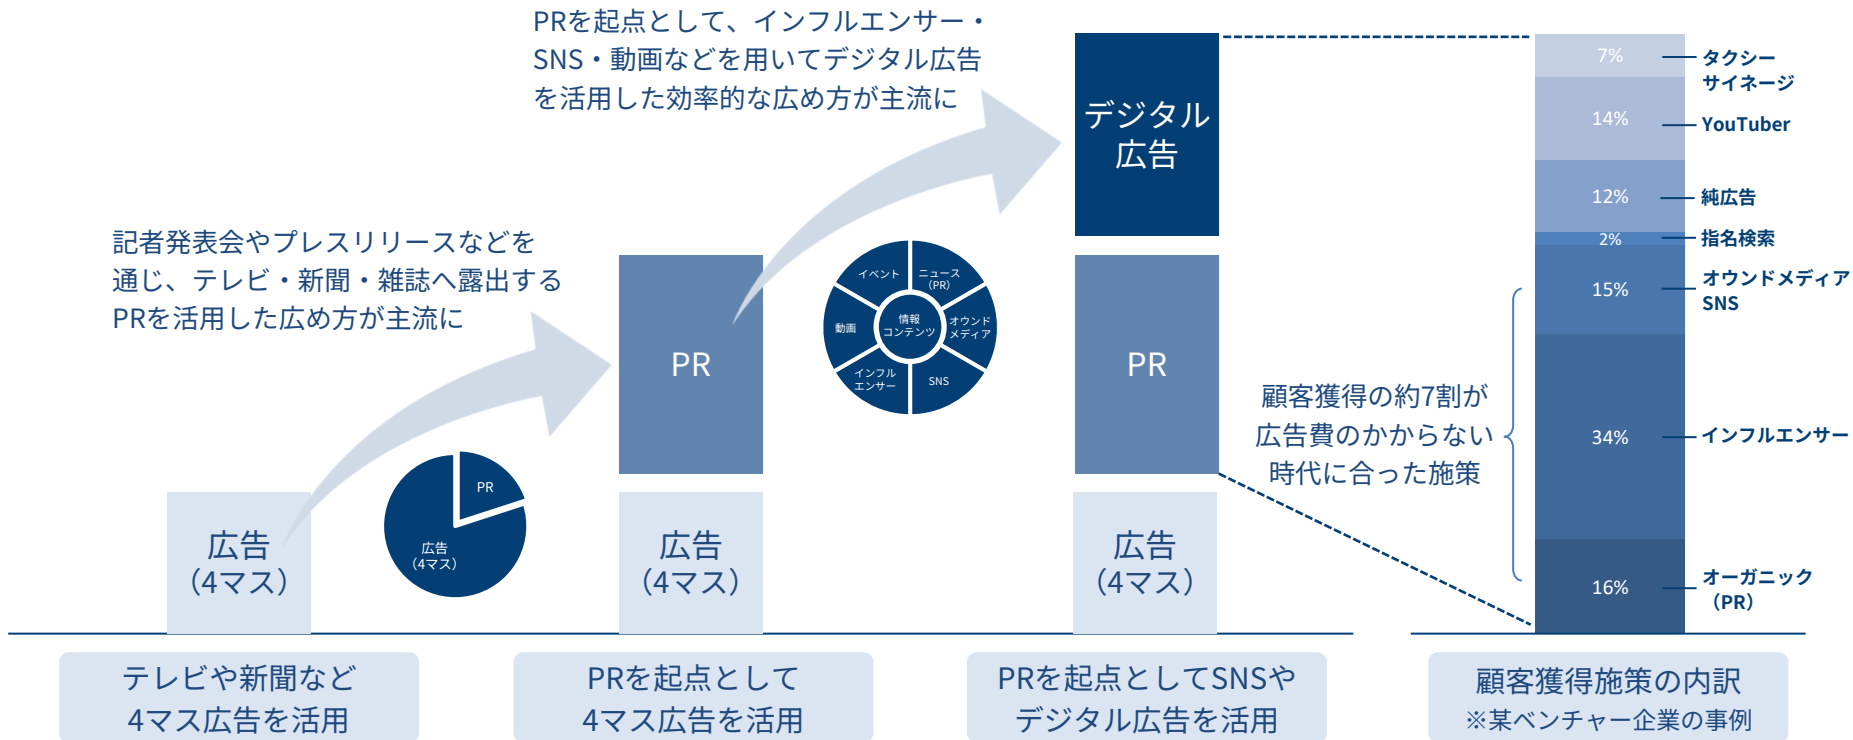 PRを起点として、インフルエンサー・
SNS・動画などを用いてデジタル広告
を活用した効率的な広め方が主流に
記者発表会やプレスリリースなどを
通じ、テレビ・新聞・雑誌へ露出する
PRを活用した広め方が主流に
広告
（4マス）
PR
広告
（4マス）
PR
広告
（4マス）
イベント
ニュース
（PR）
動画
情報
コンテンツ
オウンド
メディア
インフル
エンサー
SNS
デジタル
広告
PR
広告
（4マス）
顧客獲得の約7割が
広告費のかからない
時代に合った施策
7%
タクシー
サイネージ
14%
YouTuber
12%
純広告
2%
指名検索
15%
オウンドメディア
SNS
34%
インフルエンサー
16%
オーガニック
（PR）
テレビや新聞など
4マス広告を活用
PRを起点として
4マス広告を活用
PRを起点としてSNSや
デジタル広告を活用
顧客獲得施策の内訳
※某ベンチャー企業の事例